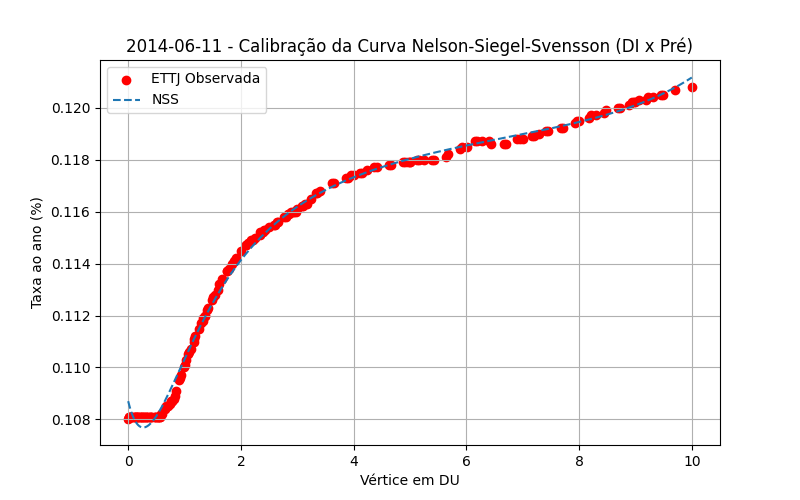 2014-06-11 - Calibração da Curva Nelson-Siegel-Svensson (DI x Pré)
ETTJ Observada
NSS
Taxa ao ano (%)
0.120
0.118
0.116
0.114
0.112
0.110
0.108
0 2 4 6 8 10
Vértice em DU